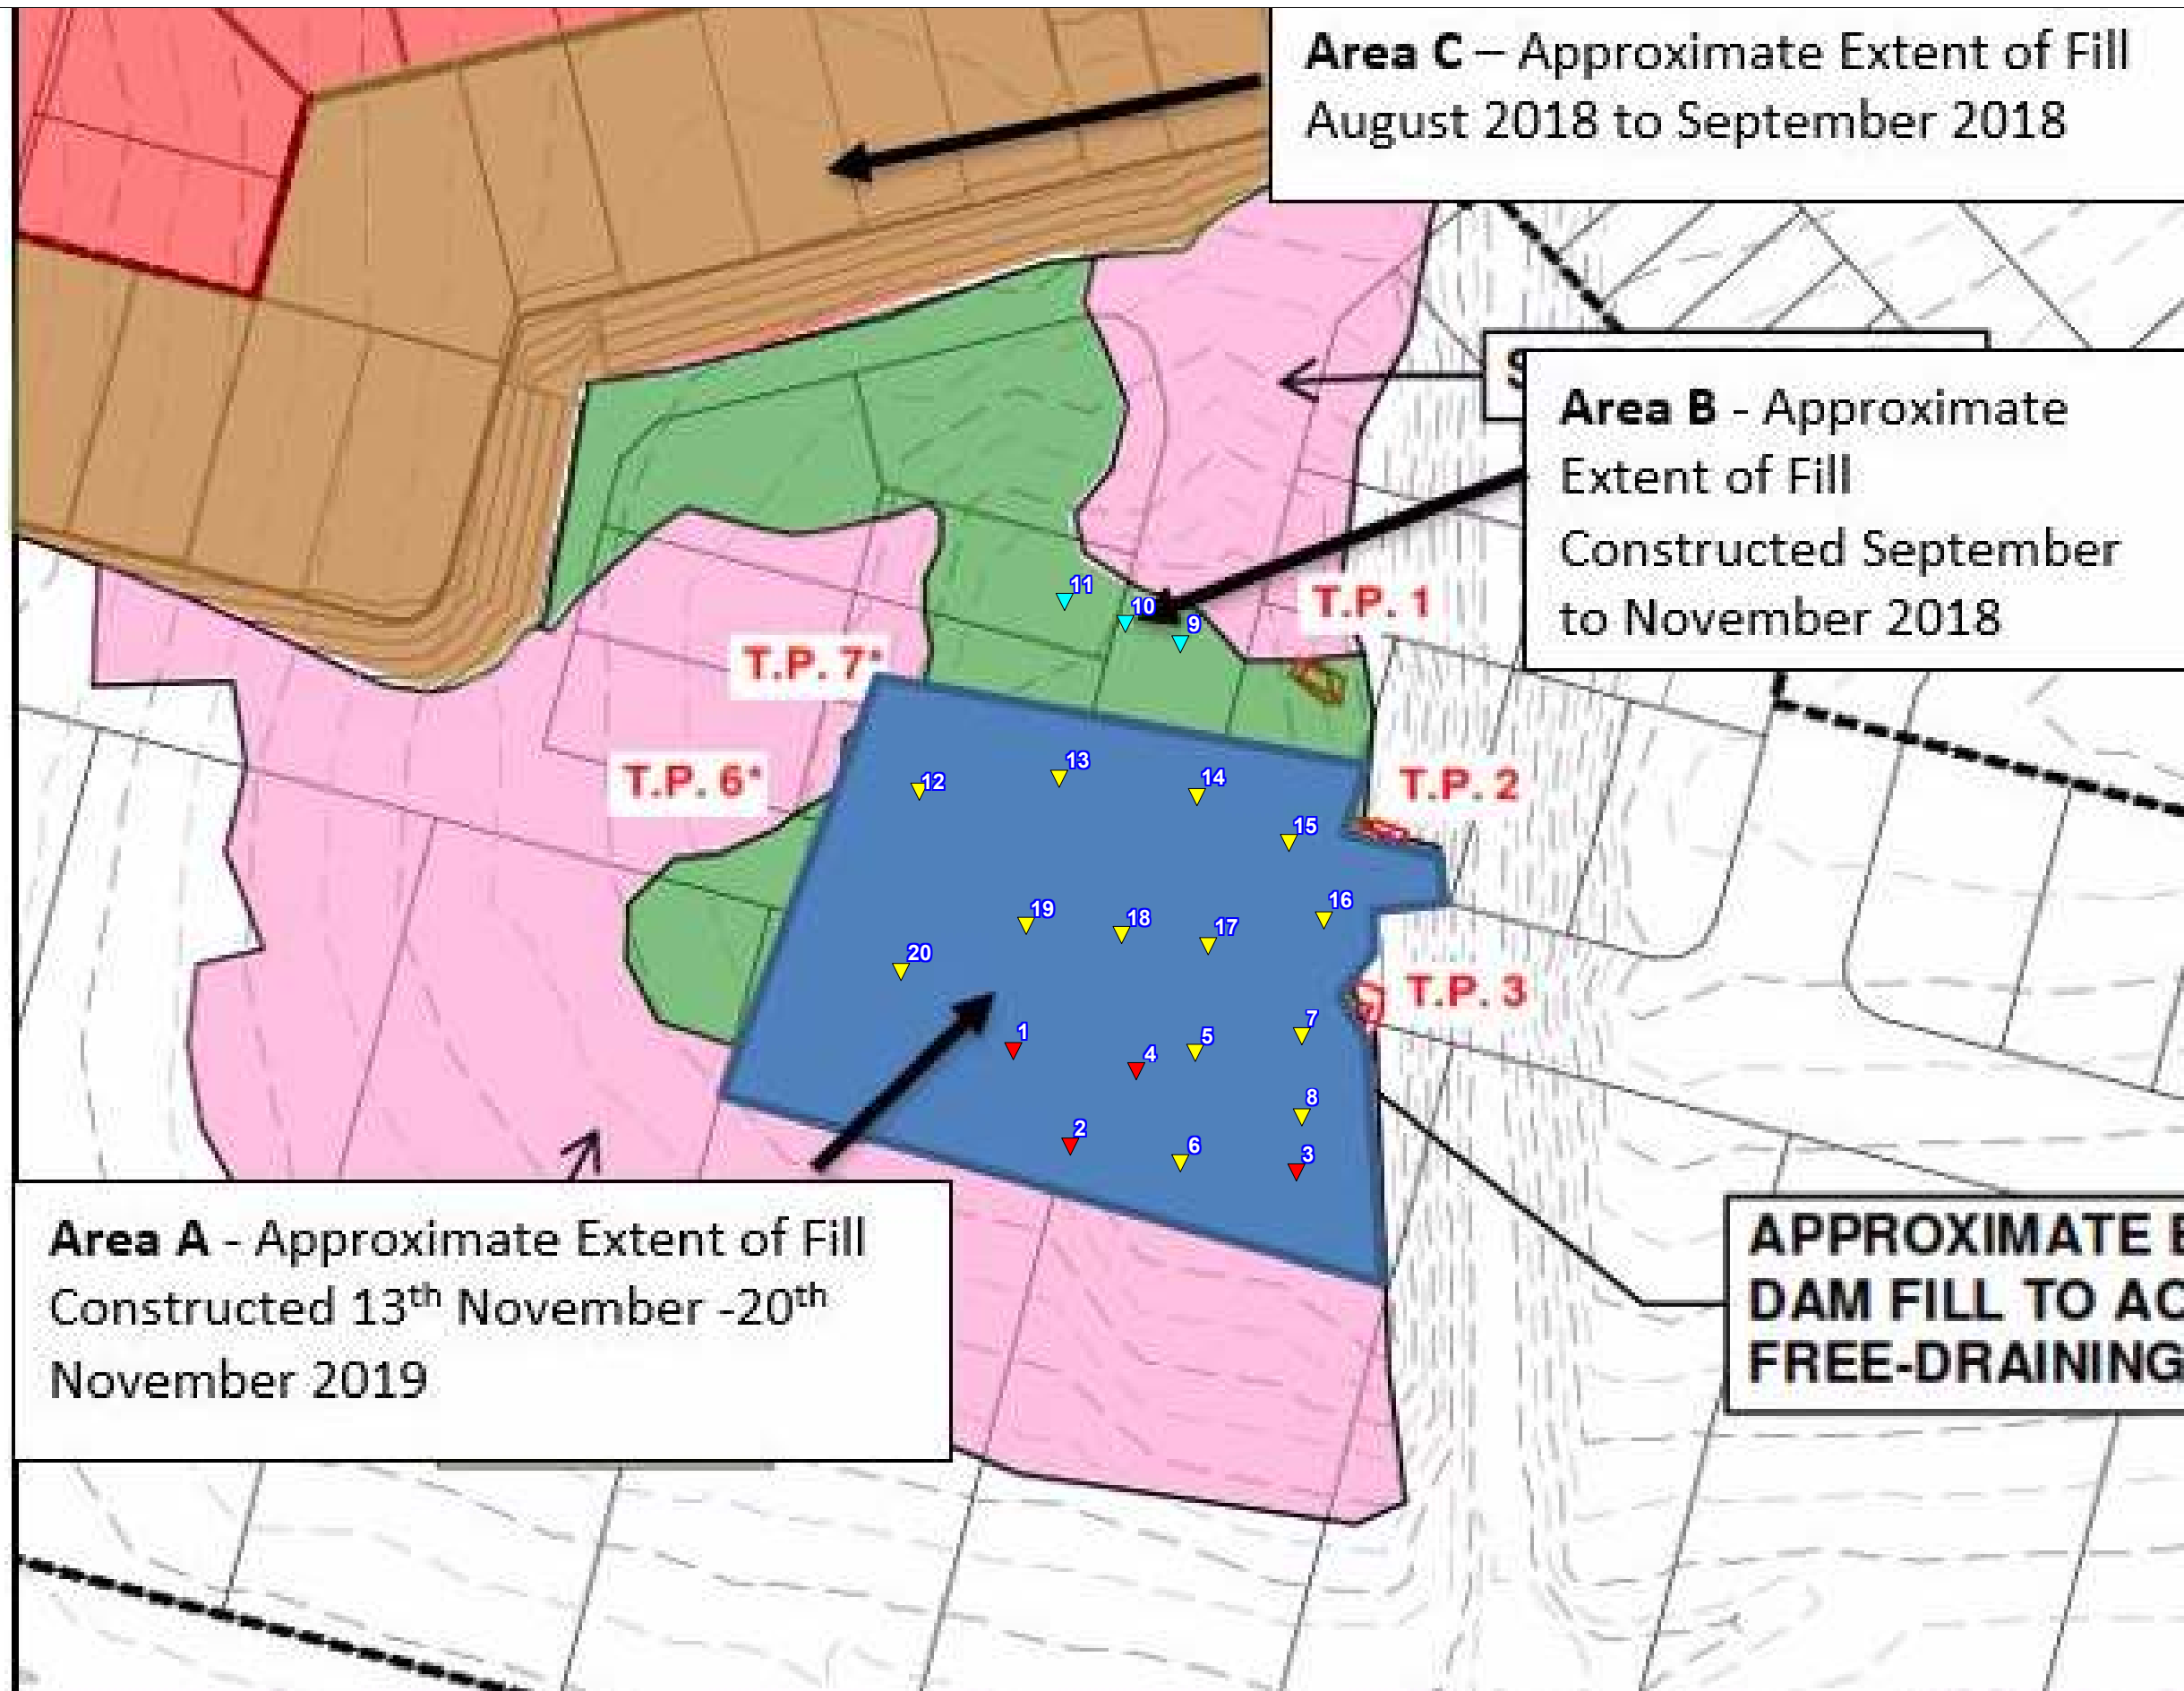 Area C – Approximate Extent of Fill
August 2018 to September 2018
S
Area B - Approximate
Extent of Fill
Constructed September
to November 2018
11
10
9
T.P. 1
T.P. 7*
T.P. 6*
T.P. 2
12
13
14
15
16
19
18
17
20
T.P. 3
1
4
5
7
8
2
6
3
Area A - Approximate Extent of Fill
Constructed 13th November -20th
November 2019
APPROXIMATE E
DAM FILL TO AC
FREE-DRAINING